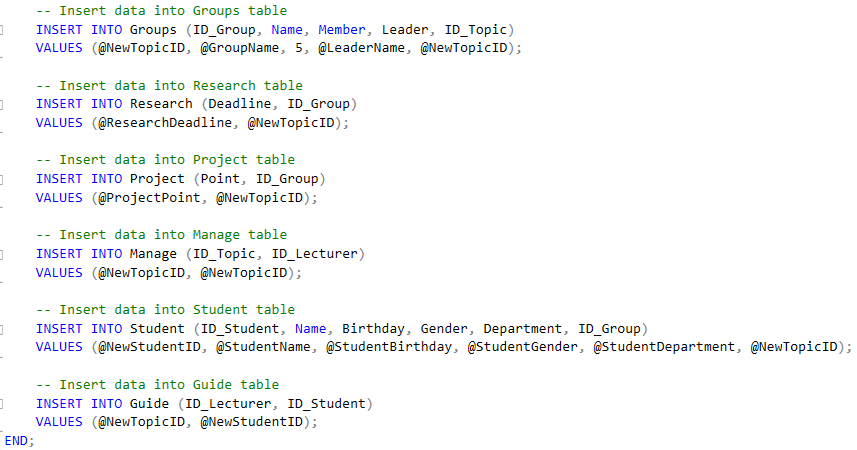 -- Insert data into Groups table
INSERT INTO Groups (ID_Group, Name, Member, Leader, ID_Topic)
VALUES (@NewTopicID, @GroupName, 5, @LeaderName, @NewTopicID);
-- Insert data into Research table
INSERT INTO Research (Deadline, ID_Group)
VALUES (@ResearchDeadline, @NewTopicID);
-- Insert data into Project table
INSERT INTO Project (Point, ID_Group)
VALUES (@ProjectPoint, @NewTopicID);
-- Insert data into Manage table
INSERT INTO Manage (ID_Topic, ID_Lecturer)
VALUES (@NewTopicID, @NewTopicID);
-- Insert data into Student table
INSERT INTO Student (ID_Student, Name, Birthday, Gender, Department, ID_Group)
VALUES (@NewStudentID, @StudentName, @StudentBirthday, @StudentGender, @StudentDepartment, @NewTopicID);
-- Insert data into Guide table
INSERT INTO Guide (ID_Lecturer, ID_Student)
VALUES (@NewTopicID, @NewStudentID);
END;